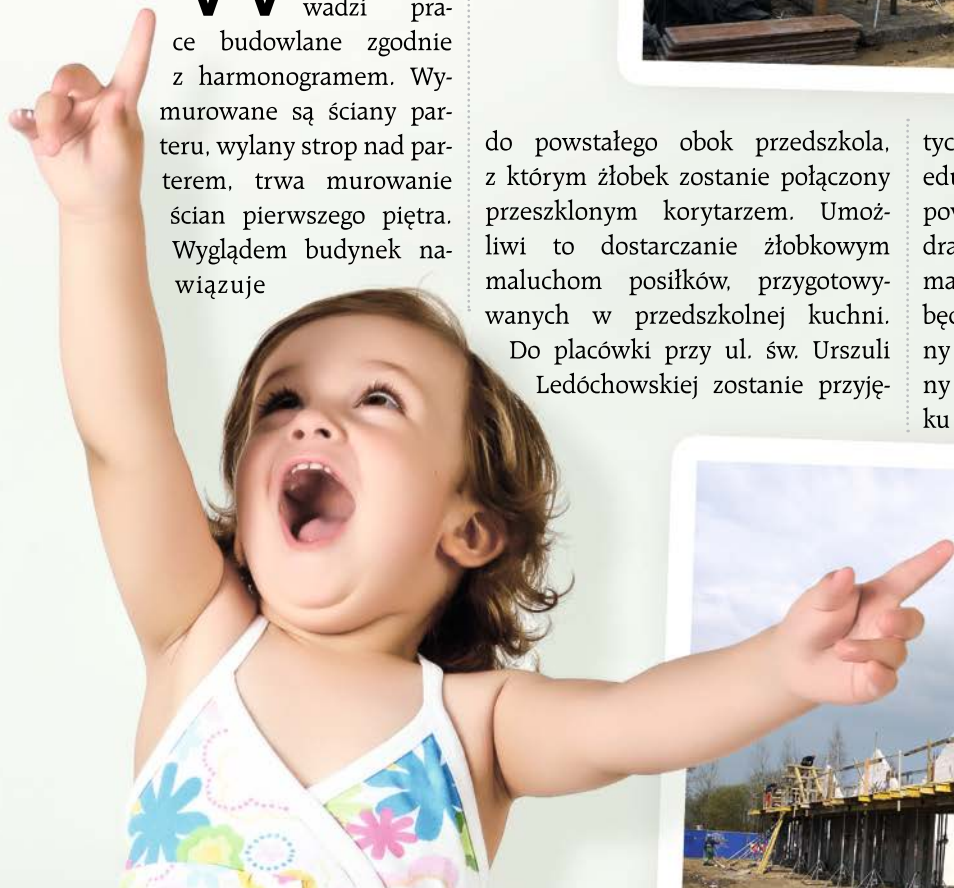 W
wadzi pra-
ce budowlane zgodnie
z harmonogramem. Wy-
murowane są ściany par-
teru, wylany strop nad par-
terem, trwa murowanie
ścian pierwszego piętra.
Wyglądem budynek na-
wiązuje
do powstałego obok przedszkola,
z którym żłobek zostanie połączony
przeszklonym korytarzem. Umoż-
liwi to dostarczanie żłobkowym
maluchom posiłków, przygotowy-
wanych w przedszkolnej kuchni.
Do placówki przy ul. św. Urszuli
Ledóchowskiej zostanie przyję-
tyc
edu
pov
dra
ma
będ
ny
ny
ku